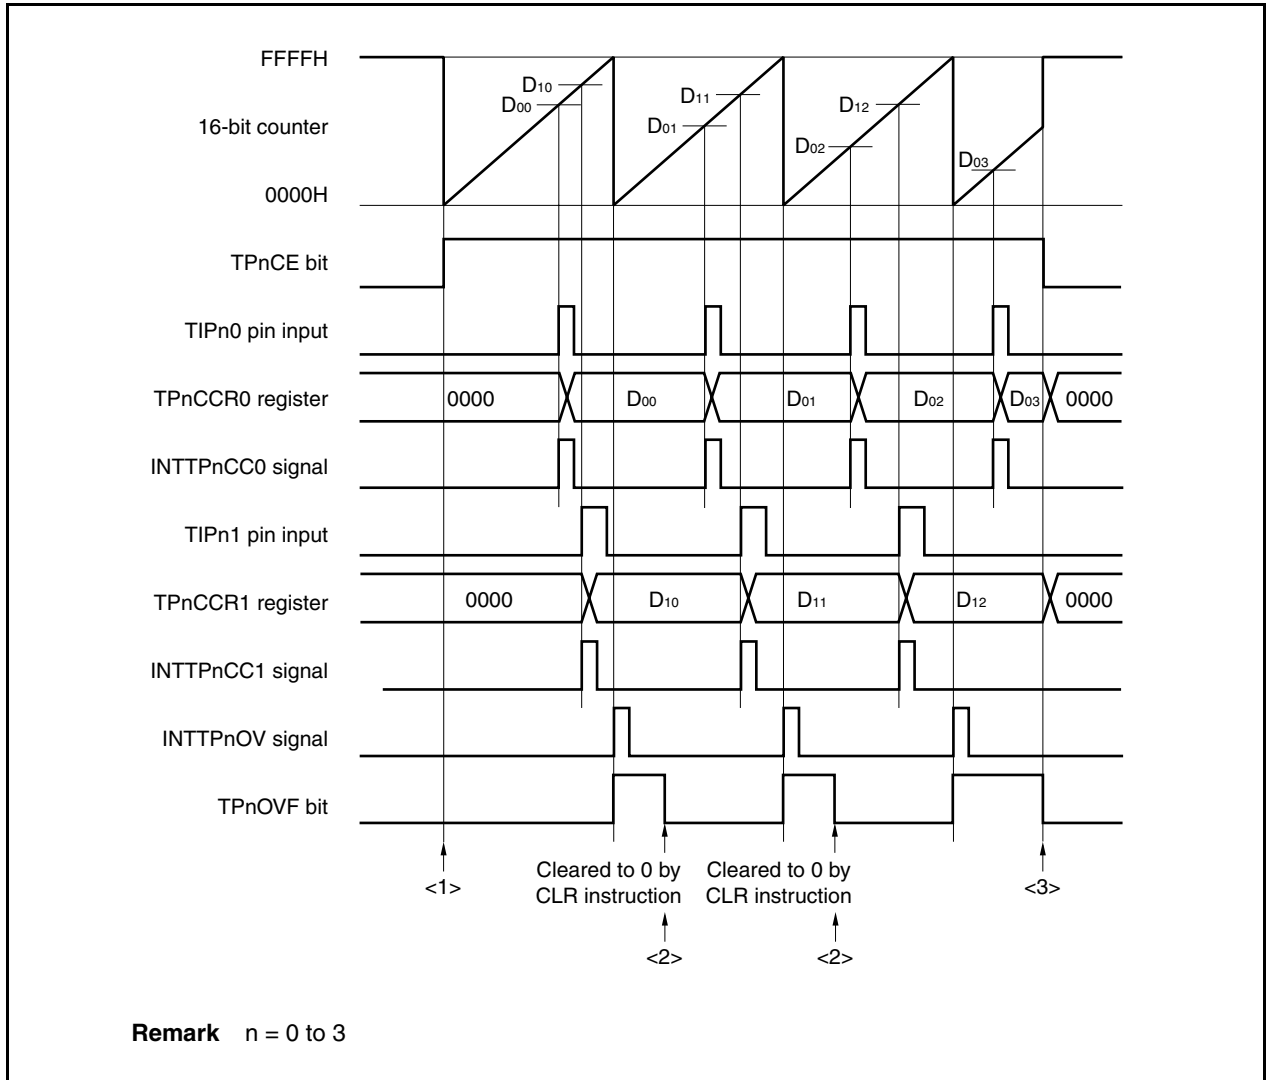 FFFFH
D10
D00
D11
D01
D12
D02
D03
16-bit counter
0000H
TPnCE bit
TIPn0 pin input
TPnCCR0 register
0000 D00 D01 D02 D03 0000
INTTPnCC0 signal
TIPn1 pin input
TPnCCR1 register
0000 D10 D11 D12 0000
INTTPnCC1 signal
INTTPnOV signal
TPnOVF bit
<1>
Cleared to 0 by
CLR instruction
<2>
Cleared to 0 by
CLR instruction
<2>
<3>
Remark n = 0 to 3